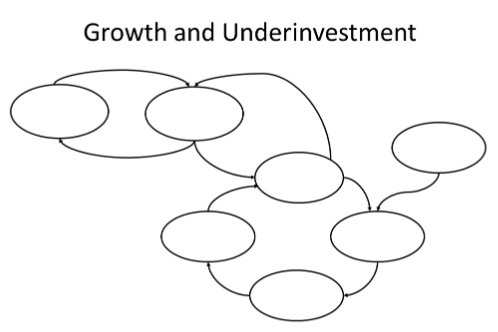 Growth and Underinvestment